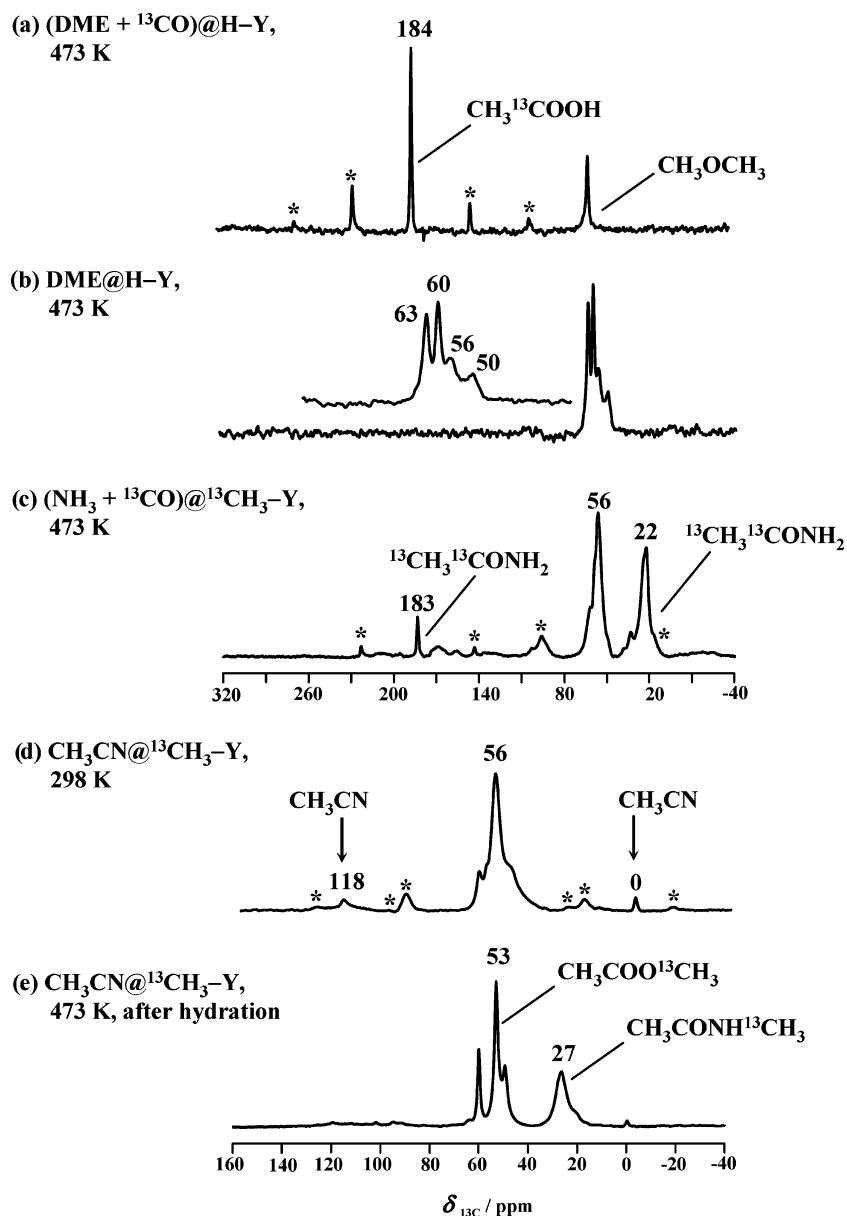 (a) (DME + ¹³CO)@H–Y,
473 K
184
CH₃¹³COOH
CH₃OCH₃
* * * *
(b) DME@H–Y,
473 K
63 60 56 50
(c) (NH₃ + ¹³CO)@¹³CH₃–Y,
473 K
¹³CH₃¹³CONH₂
183
56
22
¹³CH₃¹³CONH₂
* * * *
320 260 200 140 80 20 -40
(d) CH₃CN@¹³CH₃–Y,
298 K
CH₃CN
118
56
CH₃CN
0
* * * * * *
(e) CH₃CN@¹³CH₃–Y,
473 K, after hydration
53
CH₃COO¹³CH₃
27
CH₃CONH¹³CH₃
160 140 120 100 80 60 40 20 0 -20 -40
δ ₁₃C / ppm